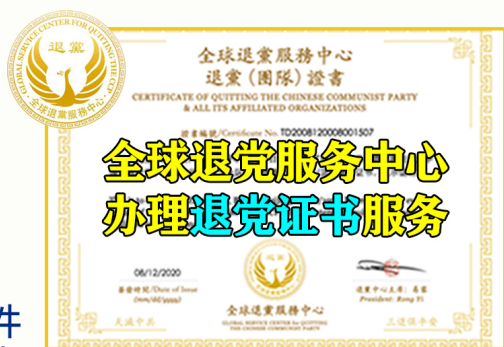 退黨
GLOBAL SERVICE CENTER FOR QUITTING THE CCP
全球退黨服務中心
全球退黨服務中心
退黨（團隊）證書
CERTIFICATE OF QUITTING THE CHINESE COMMUNIST PARTY
& ALL ITS AFFILIATED ORGANIZATIONS
證書編號/Certificate No. TD2008120008001507
全球退党服务中心
办理退党证书服务
08/12/2020
簽發時間/Date of Issue
(mm/dd/yyyy)
全球退黨服務中心
GLOBAL SERVICE CENTER for QUITTING
THE CHINESE COMMUNIST PARTY
退黨中心主席：易蓉
President: Rong Yi
天滅中共
三退保平安
件